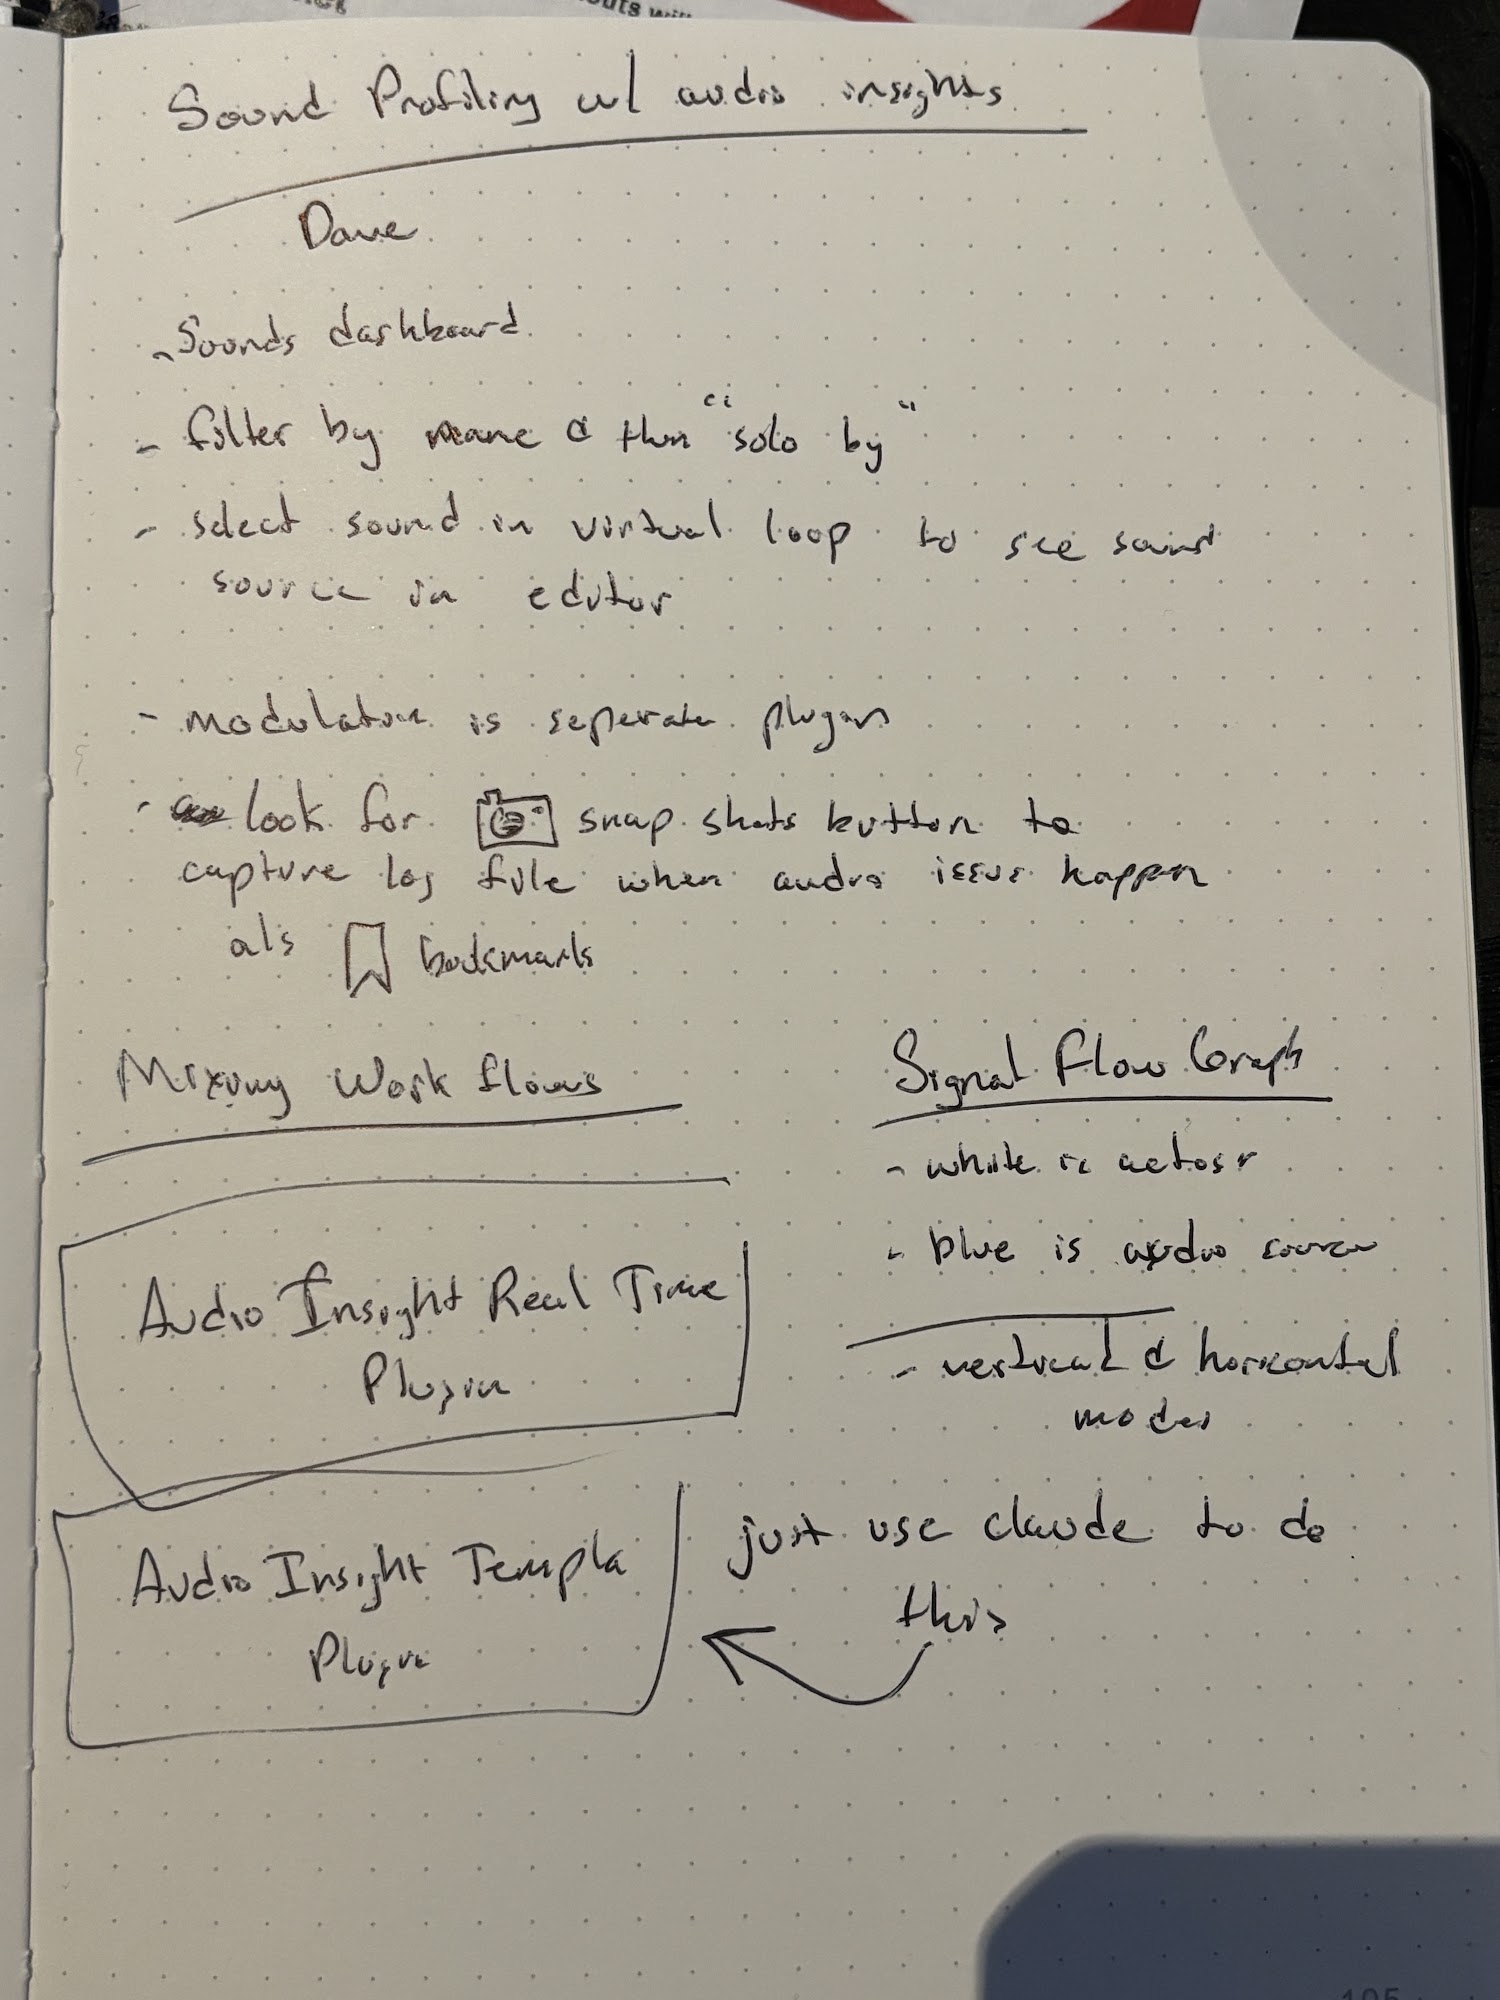 Sound Profiling w/ audio insights
Dave
- Sounds dashboard
- filter by name & then "solo by"
- select sound in virtual loop to see sound
source in editor
- modulation is seperate plugin
- look for snap shots button to
capture log file when audio issue happen
als bookmarks
Mixing Work flows
Audio Insight Real Time
Plugin
Audio Insight Templa
Plugin
Signal Flow Graph
- white is actosr
- blue is audio source
- vertical & horizontal
modes
just use claude to do
this
105